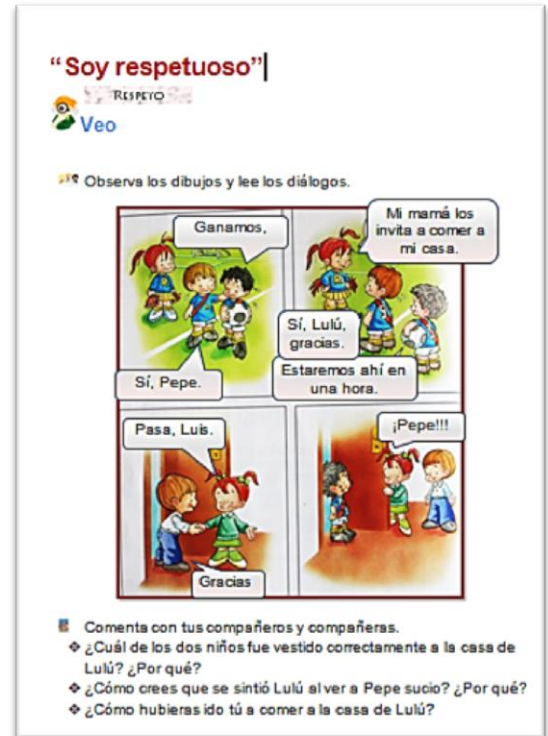 “Soy respetuoso”
RESPETO
Veo
Observa los dibujos y lee los diálogos.
Ganamos,
Sí, Pepe.
Mi mamá los
invita a comer a
mi casa.
Sí, Lulú,
gracias.
Estaremos ahí en
una hora.
Pasa, Luis.
Gracias
¡Pepe!!!
Comenta con tus compañeros y compañeras.
❖ ¿Cuál de los dos niños fue vestido correctamente a la casa de
Lulú? ¿Por qué?
❖ ¿Cómo crees que se sintió Lulú al ver a Pepe sucio? ¿Por qué?
❖ ¿Cómo hubieras ido tú a comer a la casa de Lulú?